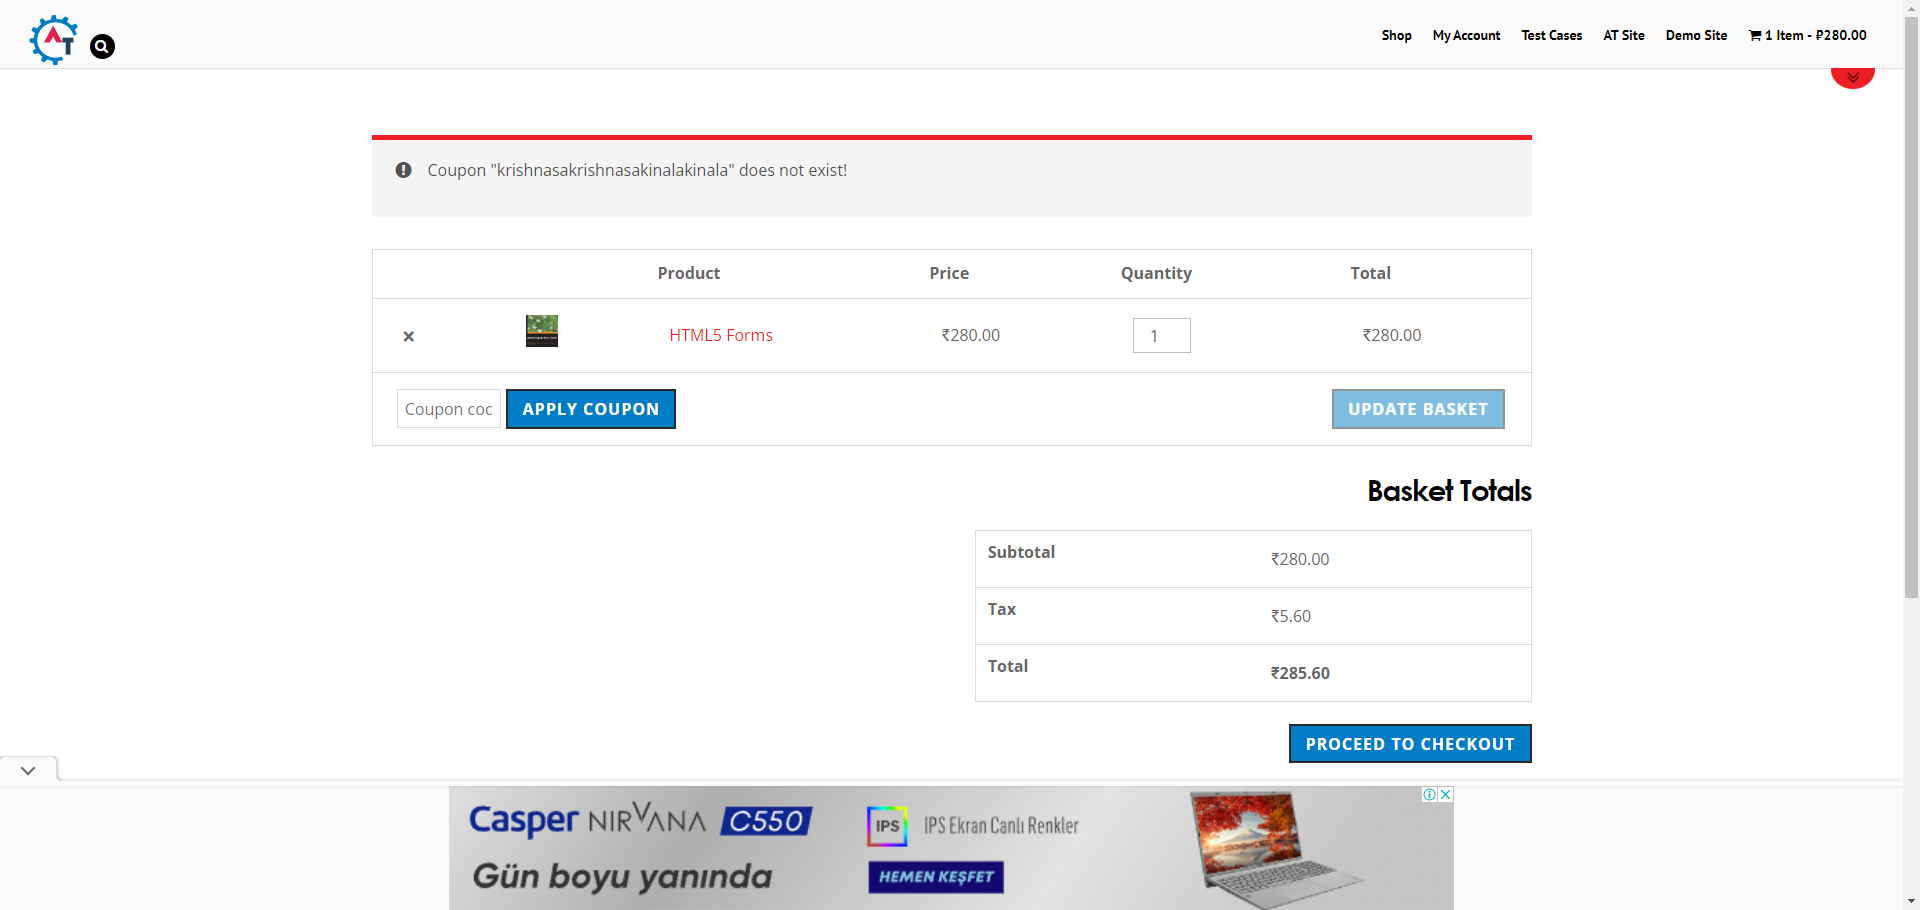 AT
Shop My Account Test Cases AT Site Demo Site 1 Item - ₽280.00
Coupon "krishnasakrishnasakinalakinala" does not exist!
Product Price Quantity Total
× HTML5 Forms ₹280.00 1 ₹280.00
Coupon coc APPLY COUPON UPDATE BASKET
Basket Totals
Subtotal ₹280.00
Tax ₹5.60
Total ₹285.60
PROCEED TO CHECKOUT
Casper NIRVANA C550 IPS IPS Ekran Canlı Renkler
Gün boyu yanında HEMEN KEŞFET